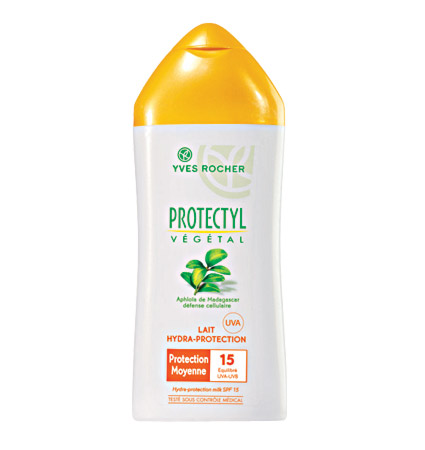 YVES ROCHER
PROTECTYL
VÉGÉTAL
Aphloia de Madagascar
défense cellulaire
UVA
LAIT
HYDRA-PROTECTION
Protection
Moyenne
15
Équilibre
UVA-UVB
Hydra-protection milk SPF 15
TESTÉ SOUS CONTRÔLE MÉDICAL